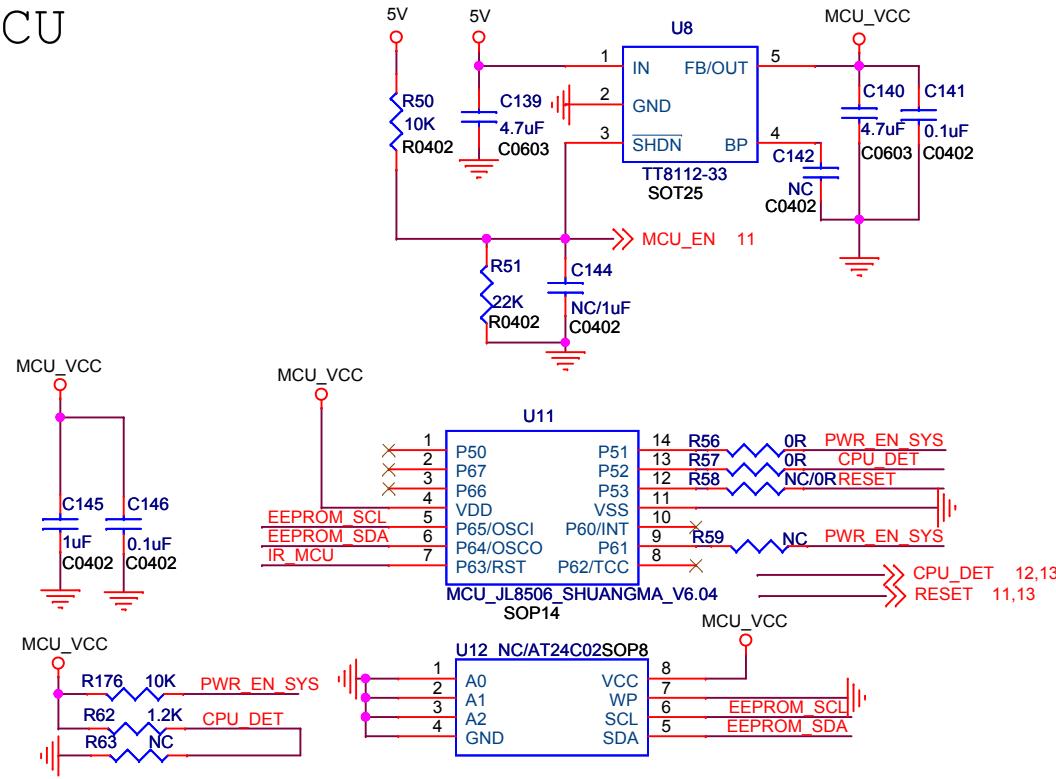 CU
5V
5V
MCU_VCC
U8
1 IN FB/OUT 5
2 GND
3 SHDN BP 4
R50
10K
R0402
C139
4.7uF
C0603
TT8112-33
SOT25
C142
NC
C0402
C140
4.7uF
C0603
C141
0.1uF
C0402
MCU_EN 11
R51
22K
R0402
C144
NC/1uF
C0402
MCU_VCC
MCU_VCC
C145
1uF
C0402
C146
0.1uF
C0402
U11
1 P50 P51 14 R56 0R PWR_EN_SYS
2 P67 P52 13 R57 0R CPU_DET
3 P66 P53 12 R58 NC/0R RESET
4 VDD VSS 11
EEPROM_SCL 5 P65/OSCI P60/INT 10
EEPROM_SDA 6 P64/OSCO P61 9 R59 NC PWR_EN_SYS
IR_MCU 7 P63/RST P62/TCC 8
MCU_JL8506_SHUANGMA_V6.04
SOP14
CPU_DET 12,13
RESET 11,13
MCU_VCC
R176 10K PWR_EN_SYS
R62 1.2K CPU_DET
R63 NC
MCU_VCC
U12 NC/AT24C02SOP8
1 A0 VCC 8
2 A1 WP 7
3 A2 SCL 6 EEPROM_SCL
4 GND SDA 5 EEPROM_SDA